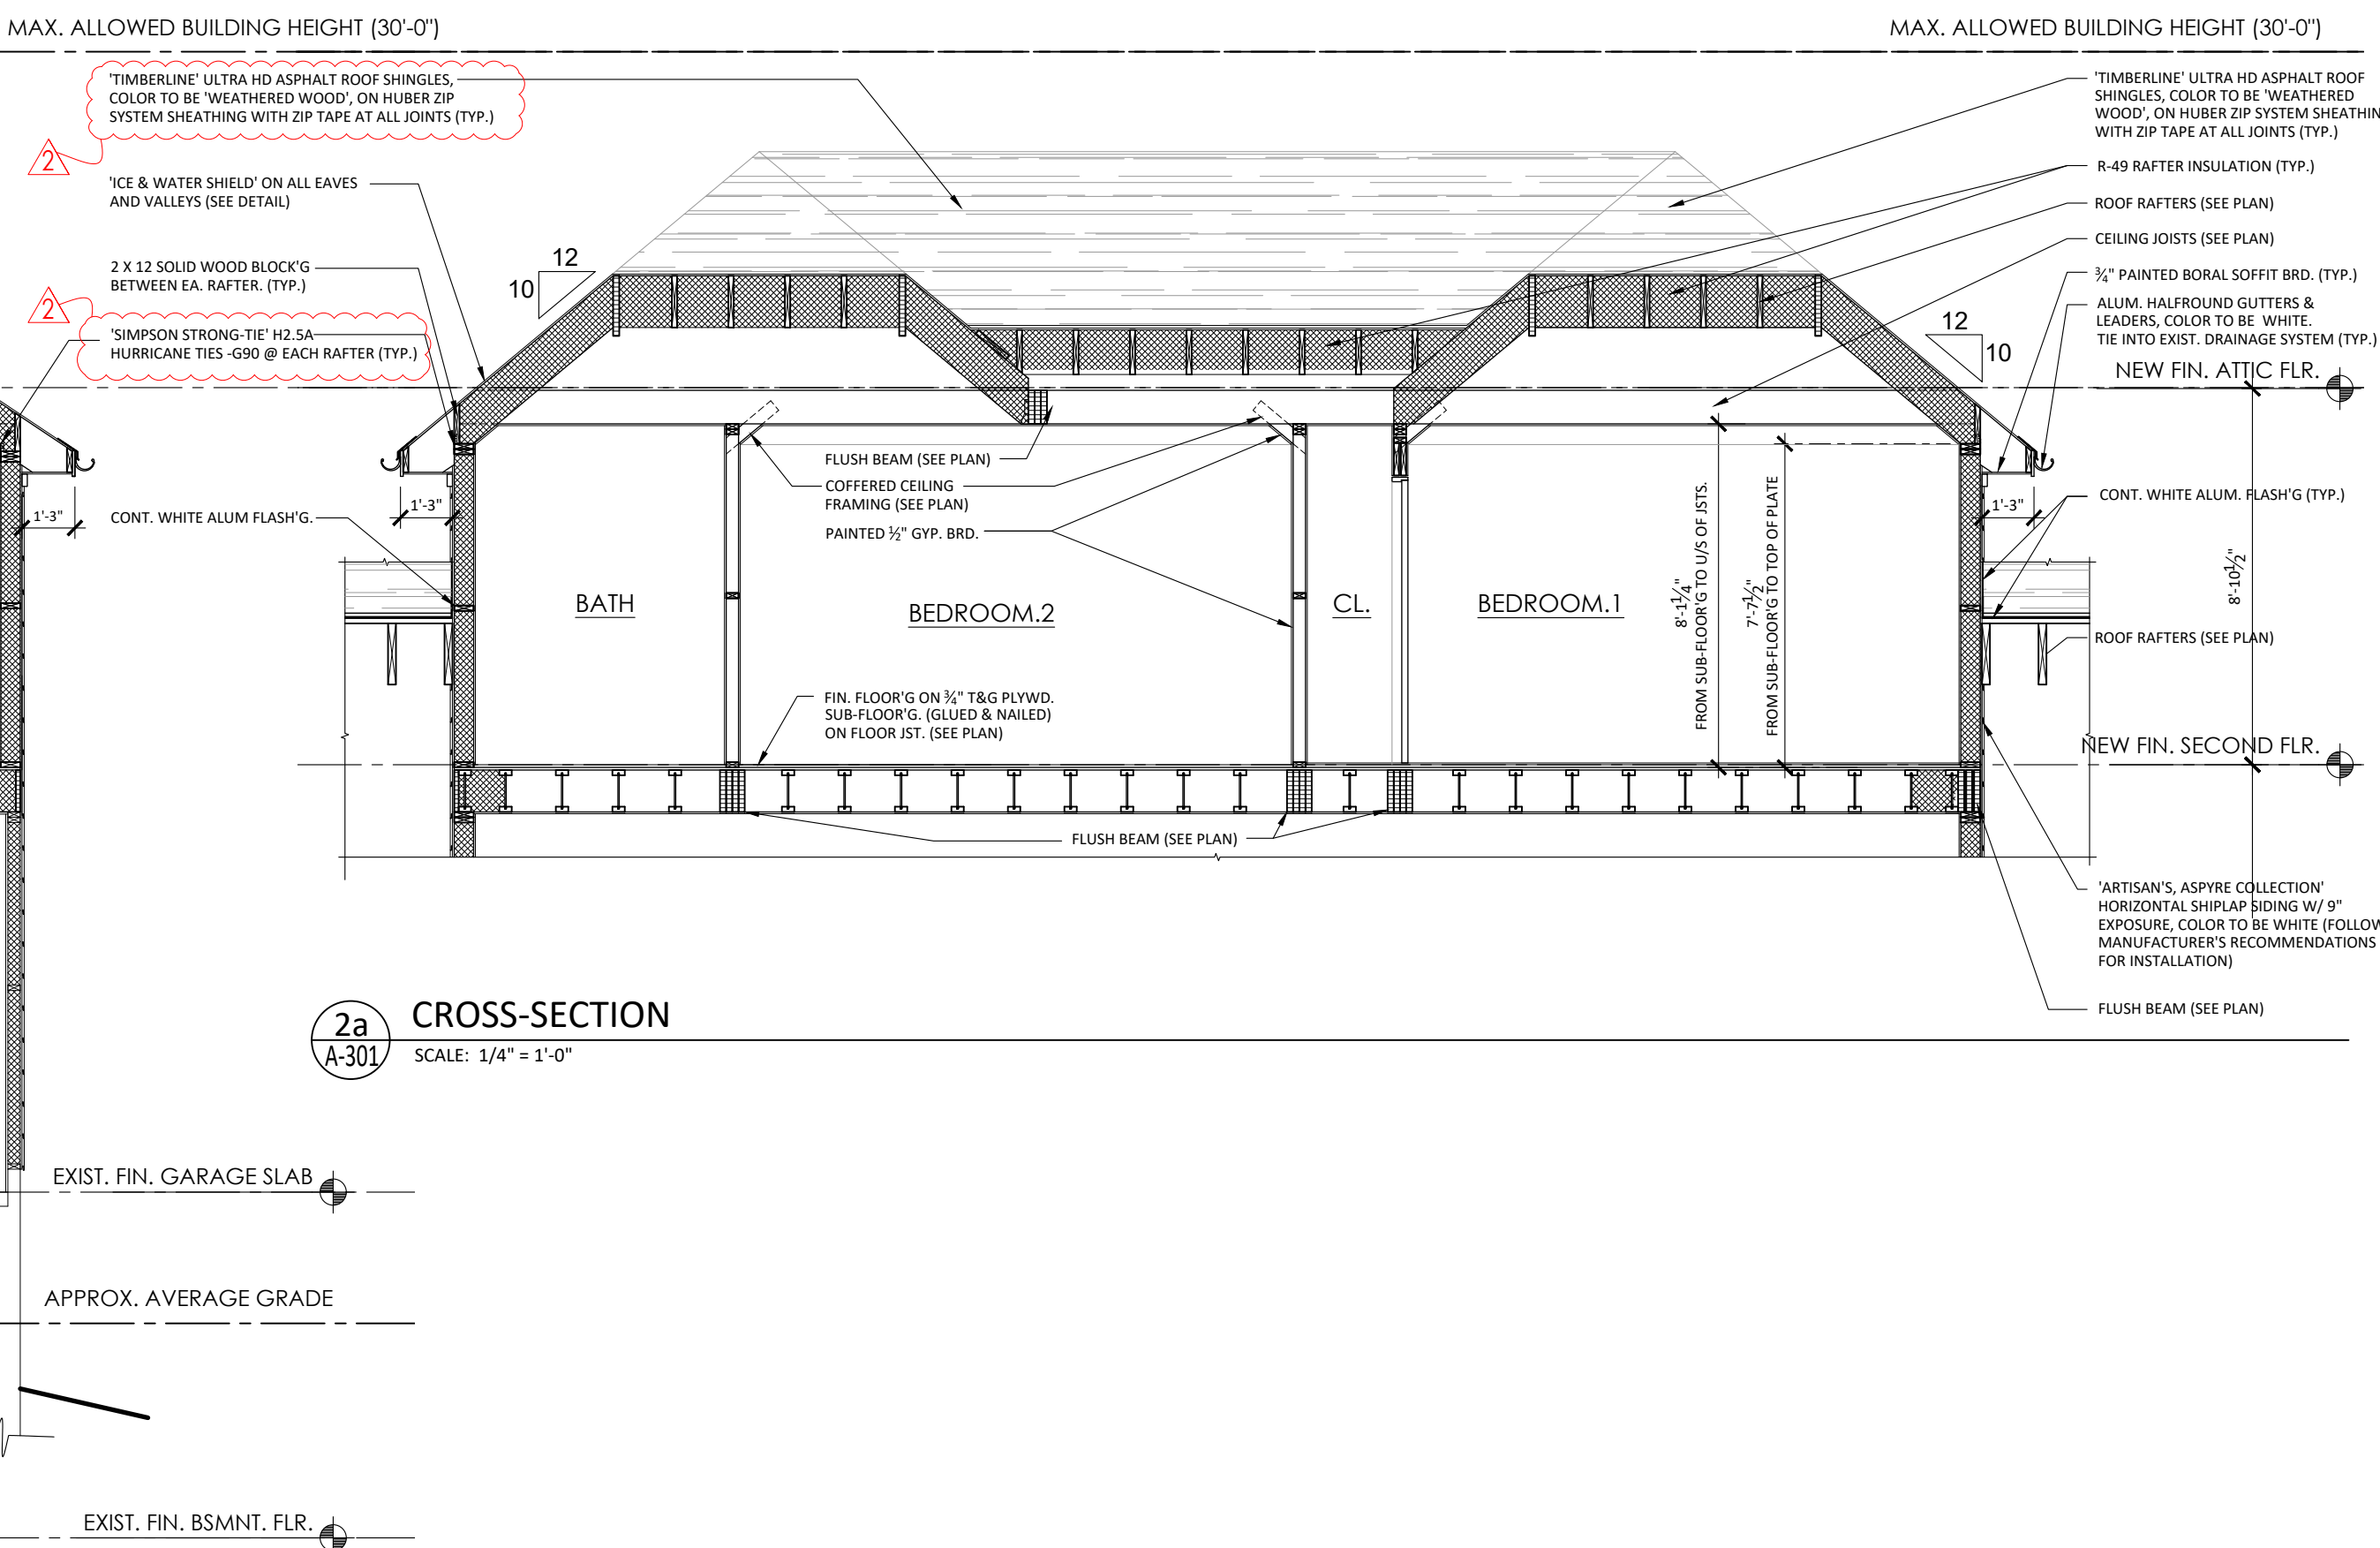 MAX. ALLOWED BUILDING HEIGHT (30'-0")
MAX. ALLOWED BUILDING HEIGHT (30'-0")
'TIMBERLINE' ULTRA HD ASPHALT ROOF SHINGLES,
COLOR TO BE 'WEATHERED WOOD', ON HUBER ZIP
SYSTEM SHEATHING WITH ZIP TAPE AT ALL JOINTS (TYP.)
2
'ICE & WATER SHIELD' ON ALL EAVES
AND VALLEYS (SEE DETAIL)
2 X 12 SOLID WOOD BLOCK'G
BETWEEN EA. RAFTER. (TYP.)
2
'SIMPSON STRONG-TIE' H2.5A
HURRICANE TIES -G90 @ EACH RAFTER (TYP.)
12
10
1'-3"
CONT. WHITE ALUM FLASH'G.
1'-3"
'TIMBERLINE' ULTRA HD ASPHALT ROOF
SHINGLES, COLOR TO BE 'WEATHERED
WOOD', ON HUBER ZIP SYSTEM SHEATHIN
WITH ZIP TAPE AT ALL JOINTS (TYP.)
R-49 RAFTER INSULATION (TYP.)
ROOF RAFTERS (SEE PLAN)
CEILING JOISTS (SEE PLAN)
¾" PAINTED BORAL SOFFIT BRD. (TYP.)
ALUM. HALFROUND GUTTERS &
LEADERS, COLOR TO BE WHITE.
TIE INTO EXIST. DRAINAGE SYSTEM (TYP.)
12
10
NEW FIN. ATTIC FLR.
FLUSH BEAM (SEE PLAN)
COFFERED CEILING
FRAMING (SEE PLAN)
PAINTED ½" GYP. BRD.
CONT. WHITE ALUM. FLASH'G (TYP.)
1'-3"
BATH
BEDROOM.2
CL.
BEDROOM.1
8'-1¼"
FROM SUB-FLOOR'G TO U/S OF JSTS.
7'-7½"
FROM SUB-FLOOR'G TO TOP OF PLATE
8'-10½"
ROOF RAFTERS (SEE PLAN)
FIN. FLOOR'G ON ¾" T&G PLYWD.
SUB-FLOOR'G. (GLUED & NAILED)
ON FLOOR JST. (SEE PLAN)
NEW FIN. SECOND FLR.
FLUSH BEAM (SEE PLAN)
'ARTISAN'S, ASPYRE COLLECTION'
HORIZONTAL SHIPLAP SIDING W/ 9"
EXPOSURE, COLOR TO BE WHITE (FOLLOW
MANUFACTURER'S RECOMMENDATIONS
FOR INSTALLATION)
FLUSH BEAM (SEE PLAN)
2a
A-301
CROSS-SECTION
SCALE: 1/4" = 1'-0"
EXIST. FIN. GARAGE SLAB
APPROX. AVERAGE GRADE
EXIST. FIN. BSMNT. FLR.